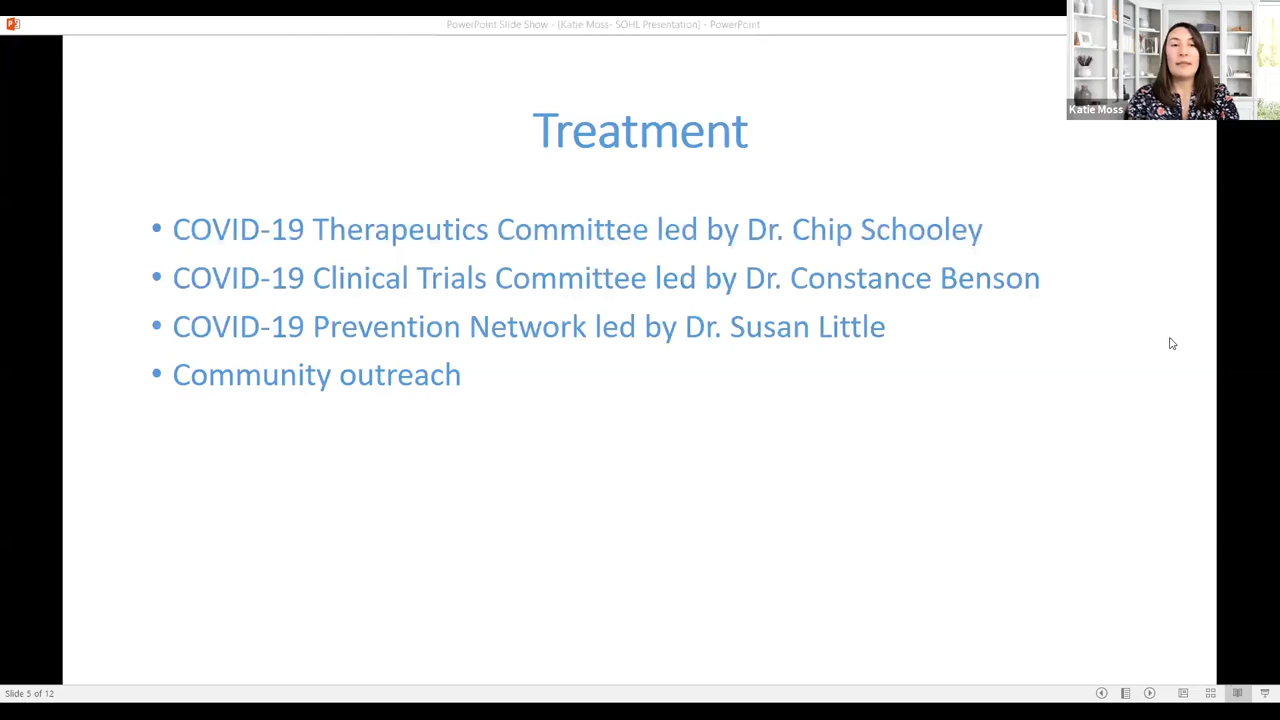 PowerPoint Slide Show - [Katie Moss- SOHL Presentation] - PowerPoint
Katie Moss
Treatment
• COVID-19 Therapeutics Committee led by Dr. Chip Schooley
• COVID-19 Clinical Trials Committee led by Dr. Constance Benson
• COVID-19 Prevention Network led by Dr. Susan Little
• Community outreach
Slide 5 of 12